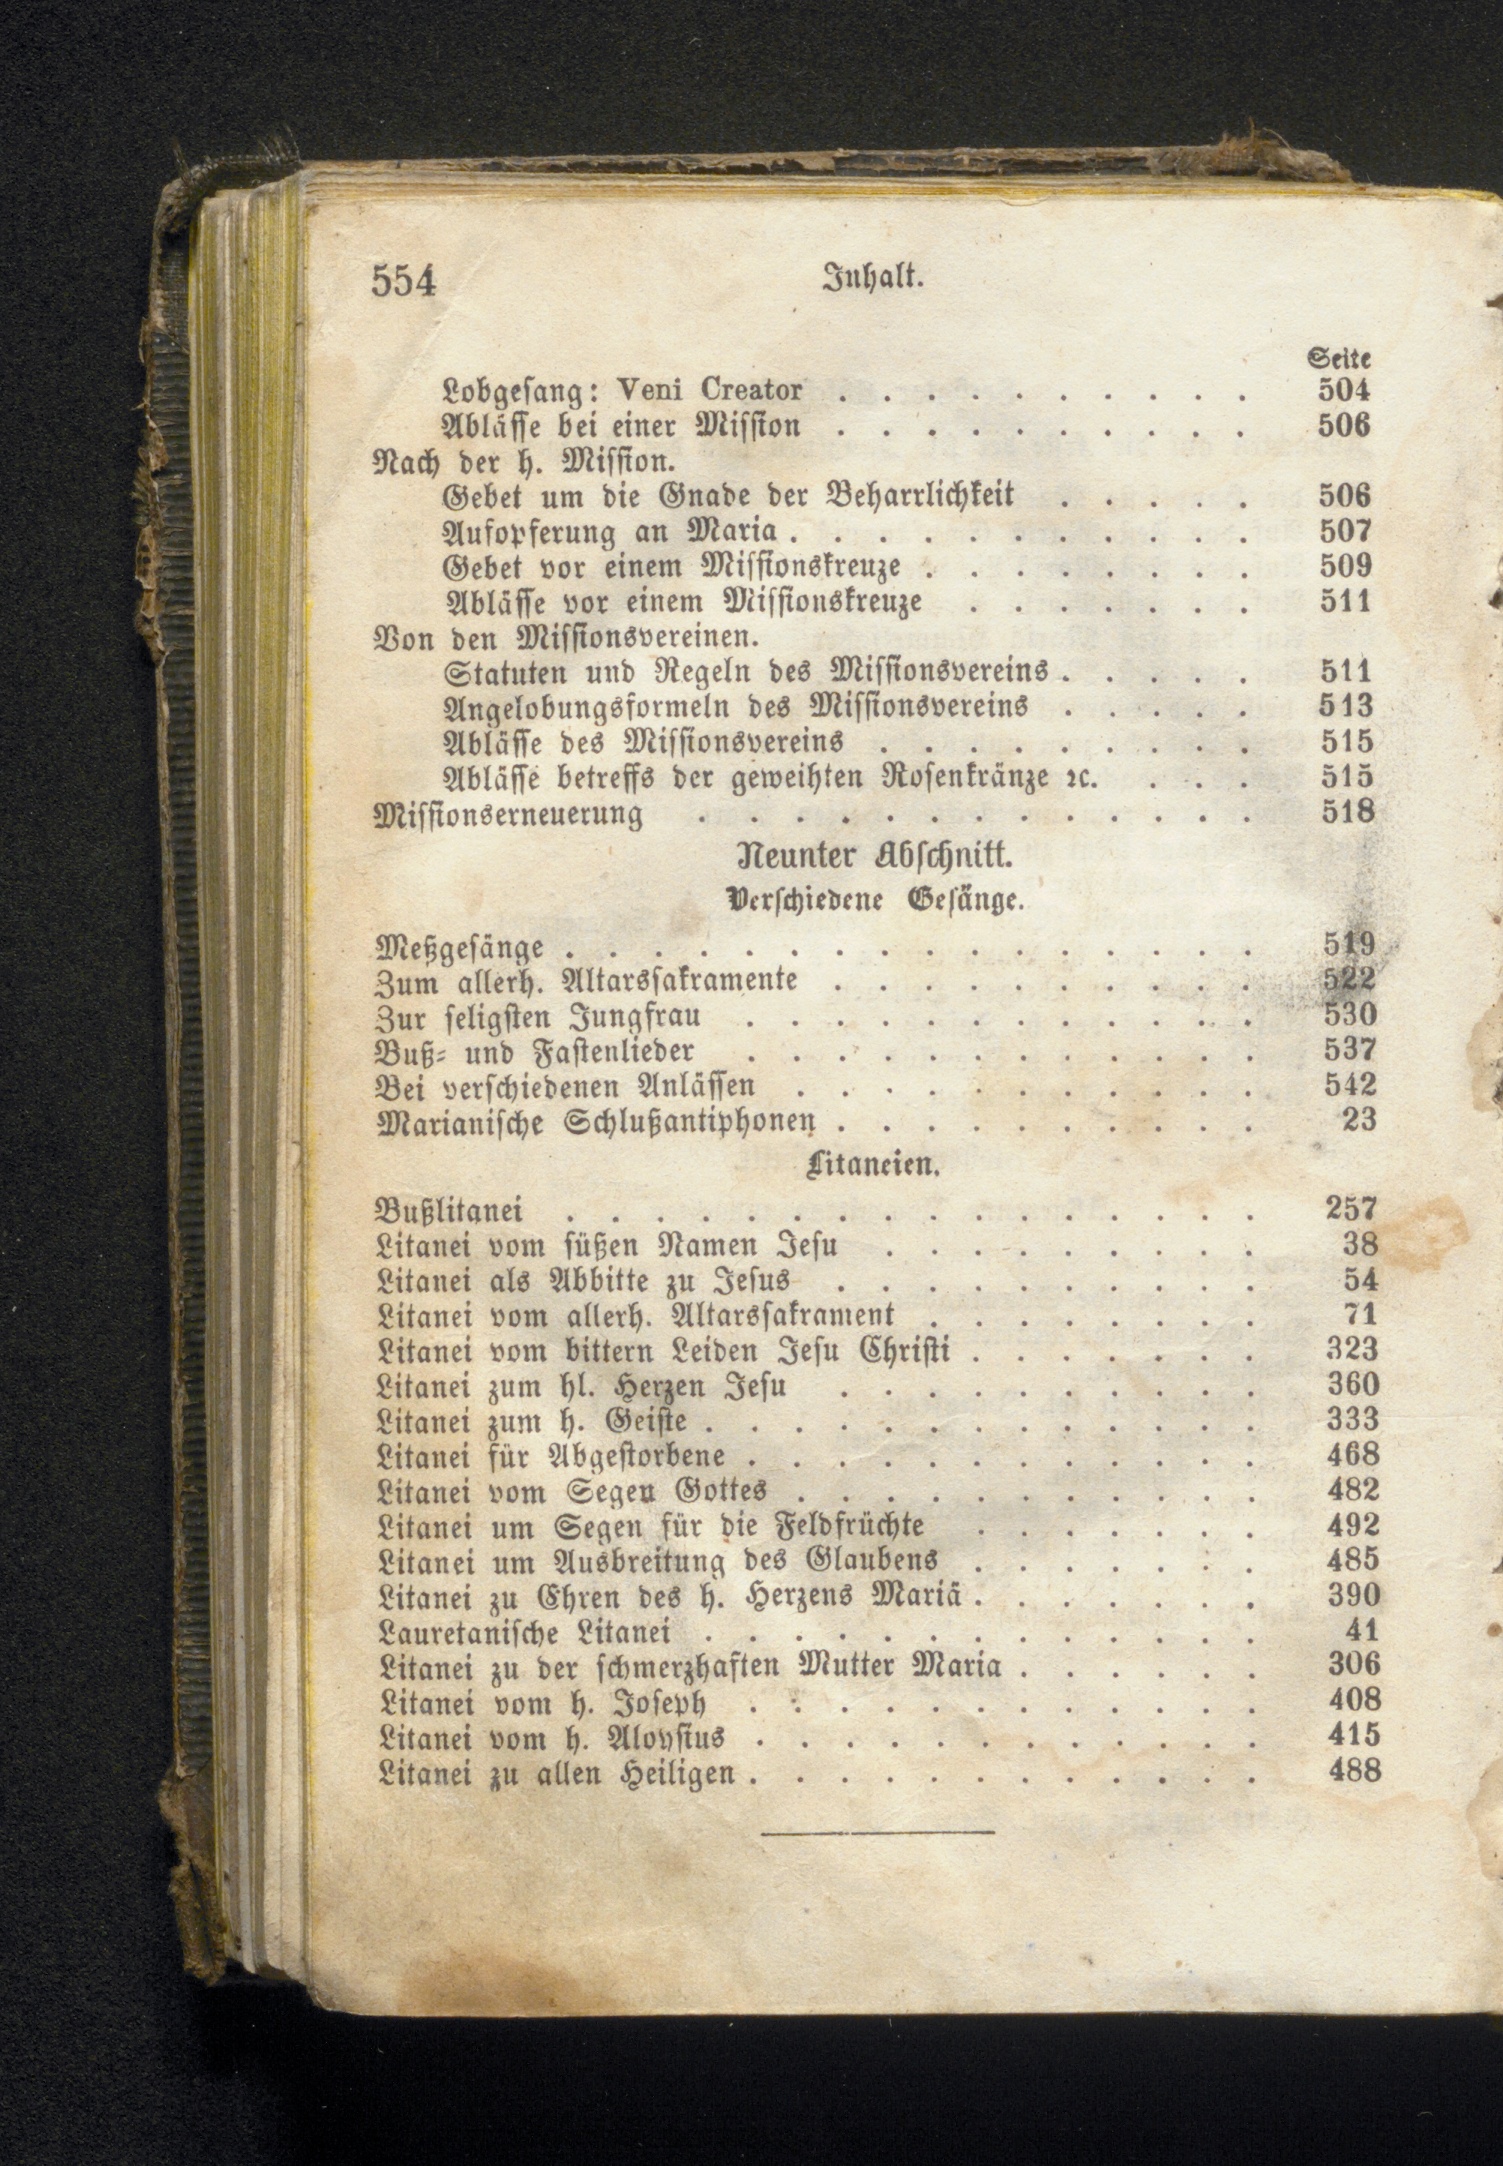 554 Inhalt.
Seite
Lobgesang: Veni Creator . . . . . . . . . . 504
Ablässe bei einer Mission . . . . . . . . . . 506
Nach der h. Mission.
Gebet um die Gnade der Beharrlichkeit . . . . . 506
Aufopferung an Maria . . . . . . . . . . . 507
Gebet vor einem Missionskreuze . . . . . . . . 509
Ablässe vor einem Missionskreuze . . . . . . . 511
Von den Missionsvereinen.
Statuten und Regeln des Missionsvereins . . . . . 511
Angelobungsformeln des Missionsvereins . . . . . 513
Ablässe des Missionsvereins . . . . . . . . . 515
Ablässe betreffs der geweihten Rosenkränze ꝛc. . . . 515
Missionserneuerung . . . . . . . . . . . . . 518
Neunter Abschnitt.
Verschiedene Gesänge.
Meßgesänge . . . . . . . . . . . . . . . . 519
Zum allerh. Altarssakramente . . . . . . . . . . 522
Zur seligsten Jungfrau . . . . . . . . . . . . 530
Buß- und Fastenlieder . . . . . . . . . . . . 537
Bei verschiedenen Anlässen . . . . . . . . . . . 542
Marianische Schlußantiphonen . . . . . . . . . . 23
Litaneien.
Bußlitanei . . . . . . . . . . . . . . . . 257
Litanei vom süßen Namen Jesu . . . . . . . . . 38
Litanei als Abbitte zu Jesus . . . . . . . . . . 54
Litanei vom allerh. Altarssakrament . . . . . . . . 71
Litanei vom bittern Leiden Jesu Christi . . . . . . . 323
Litanei zum hl. Herzen Jesu . . . . . . . . . . 360
Litanei zum h. Geiste . . . . . . . . . . . . . 333
Litanei für Abgestorbene . . . . . . . . . . . . 468
Litanei vom Segen Gottes . . . . . . . . . . . 482
Litanei um Segen für die Feldfrüchte . . . . . . . 492
Litanei um Ausbreitung des Glaubens . . . . . . . 485
Litanei zu Ehren des h. Herzens Mariä . . . . . . . 390
Lauretanische Litanei . . . . . . . . . . . . . 41
Litanei zu der schmerzhaften Mutter Maria . . . . . . 306
Litanei vom h. Joseph . . . . . . . . . . . . 408
Litanei vom h. Aloysius . . . . . . . . . . . . 415
Litanei zu allen Heiligen . . . . . . . . . . . . 488